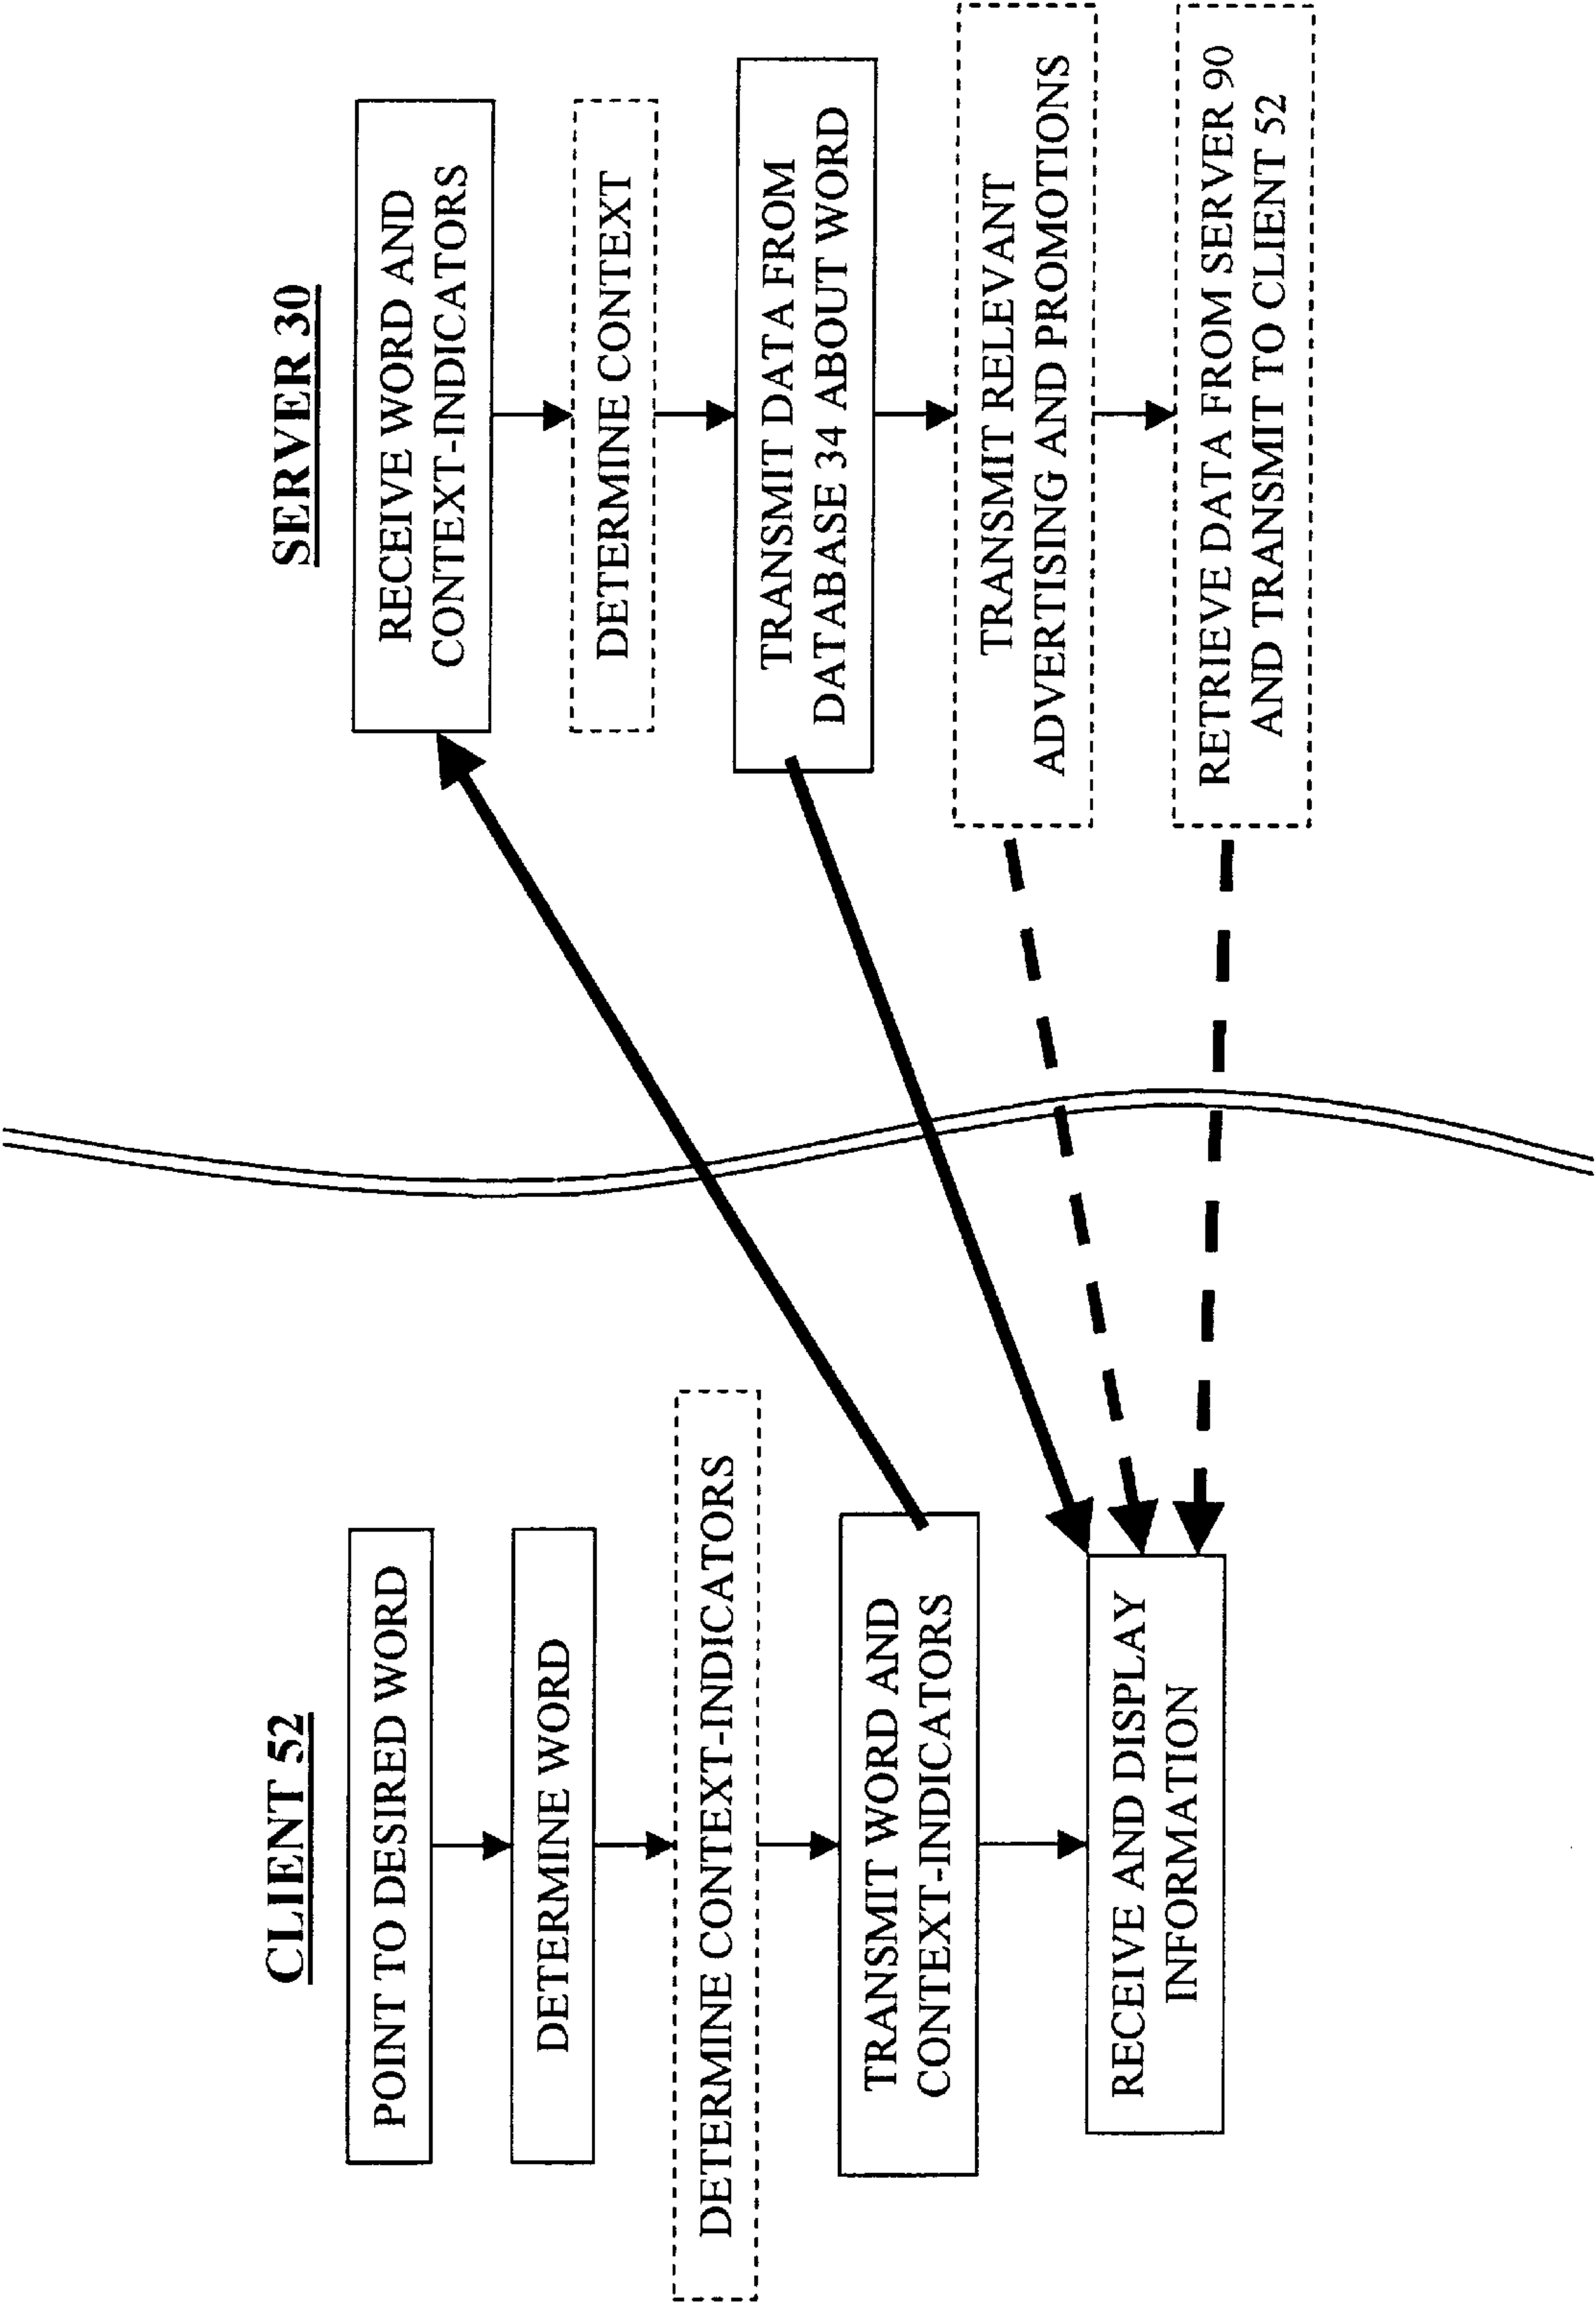 CLIENT 52
POINT TO DESIRED WORD
DETERMINE WORD
DETERMINE CONTEXT-INDICATORS
TRANSMIT WORD AND
CONTEXT-INDICATORS
RECEIVE AND DISPLAY
INFORMATION
SERVER 30
RECEIVE WORD AND
CONTEXT-INDICATORS
DETERMINE CONTEXT
TRANSMIT DATA FROM
DATABASE 34 ABOUT WORD
TRANSMIT RELEVANT
ADVERTISING AND PROMOTIONS
RETRIEVE DATA FROM SERVER 90
AND TRANSMIT TO CLIENT 52